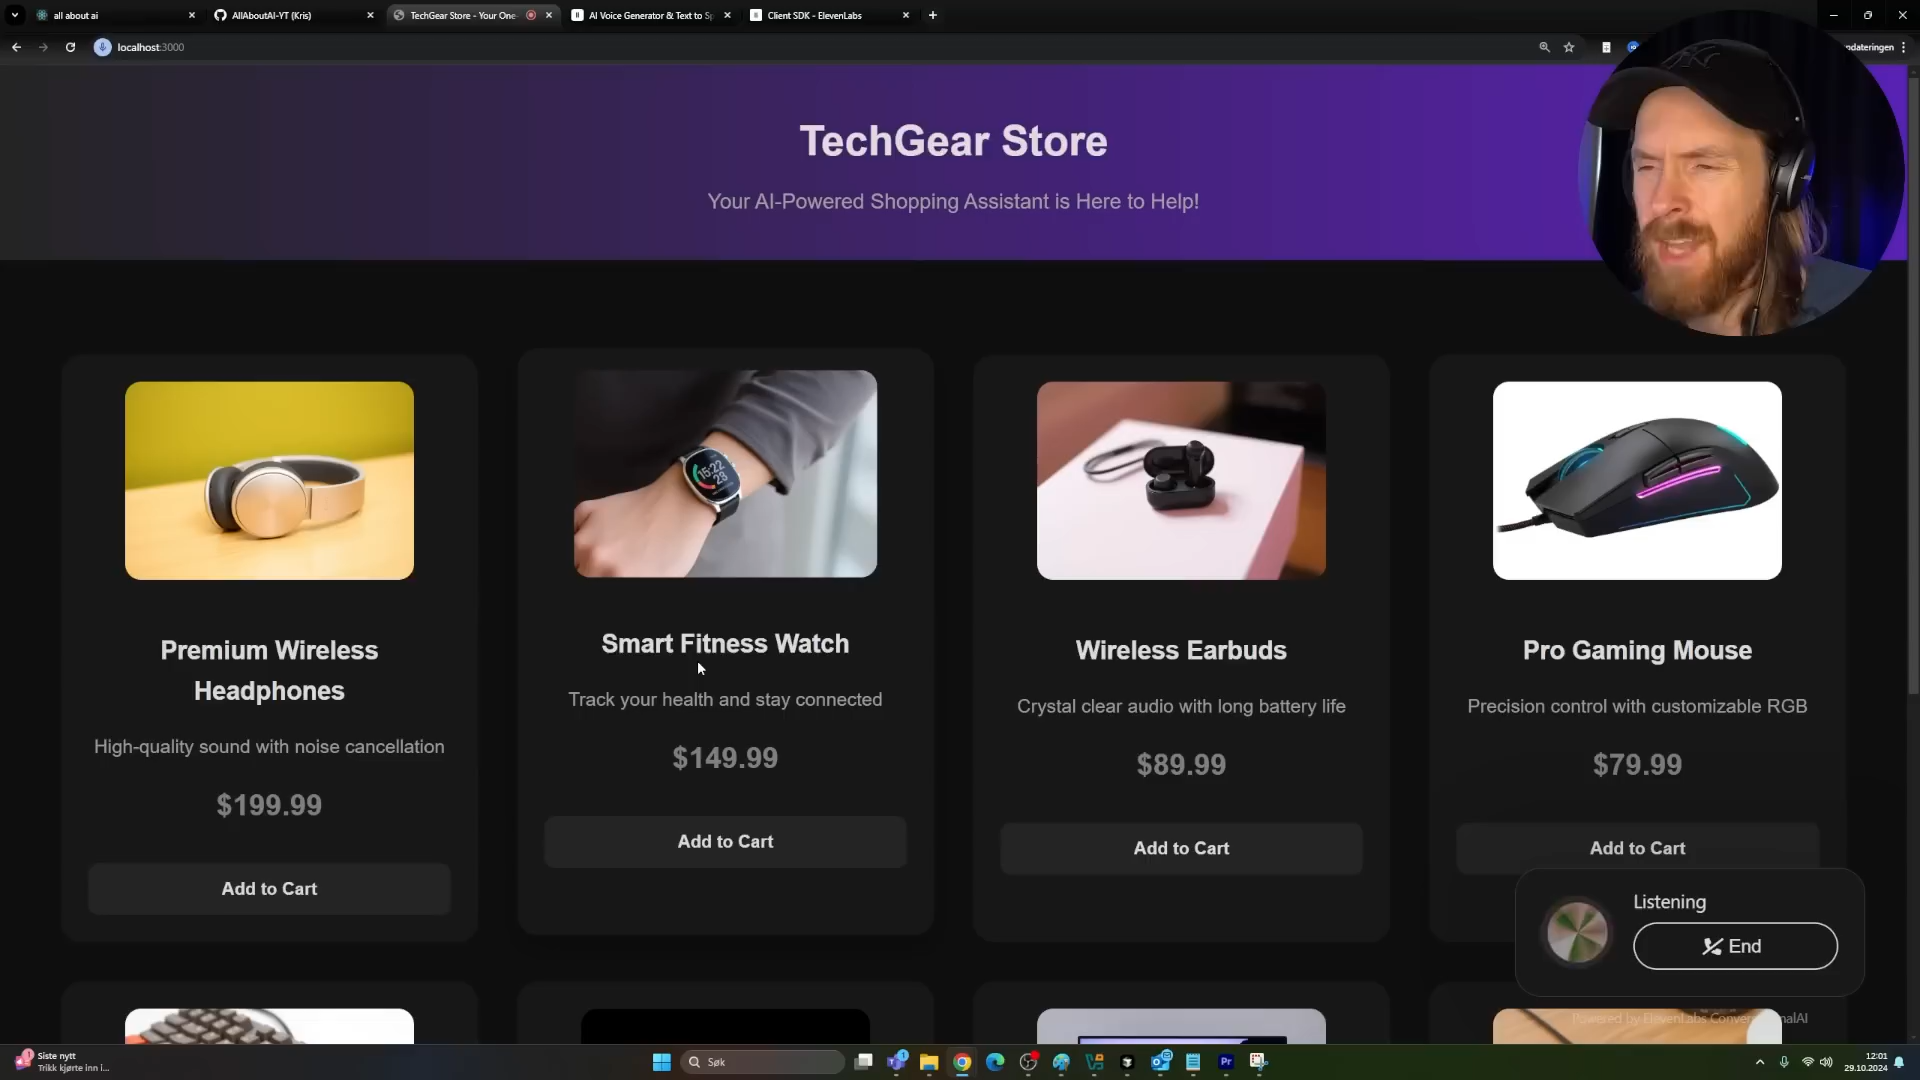 all about ai
AllAboutAI-YT (Kris)
TechGear Store - Your One
AI Voice Generator & Text to Sp
Client SDK - ElevenLabs
localhost:3000
TechGear Store
Your AI-Powered Shopping Assistant is Here to Help!
Premium Wireless
Headphones
High-quality sound with noise cancellation
$199.99
Add to Cart
Smart Fitness Watch
Track your health and stay connected
$149.99
Add to Cart
Wireless Earbuds
Crystal clear audio with long battery life
$89.99
Add to Cart
Pro Gaming Mouse
Precision control with customizable RGB
$79.99
Add to Cart
Listening
End
Powered by ElevenLabs
Siste nytt
Trikk kjørte inn i...
Søk
12:01
29.10.2024